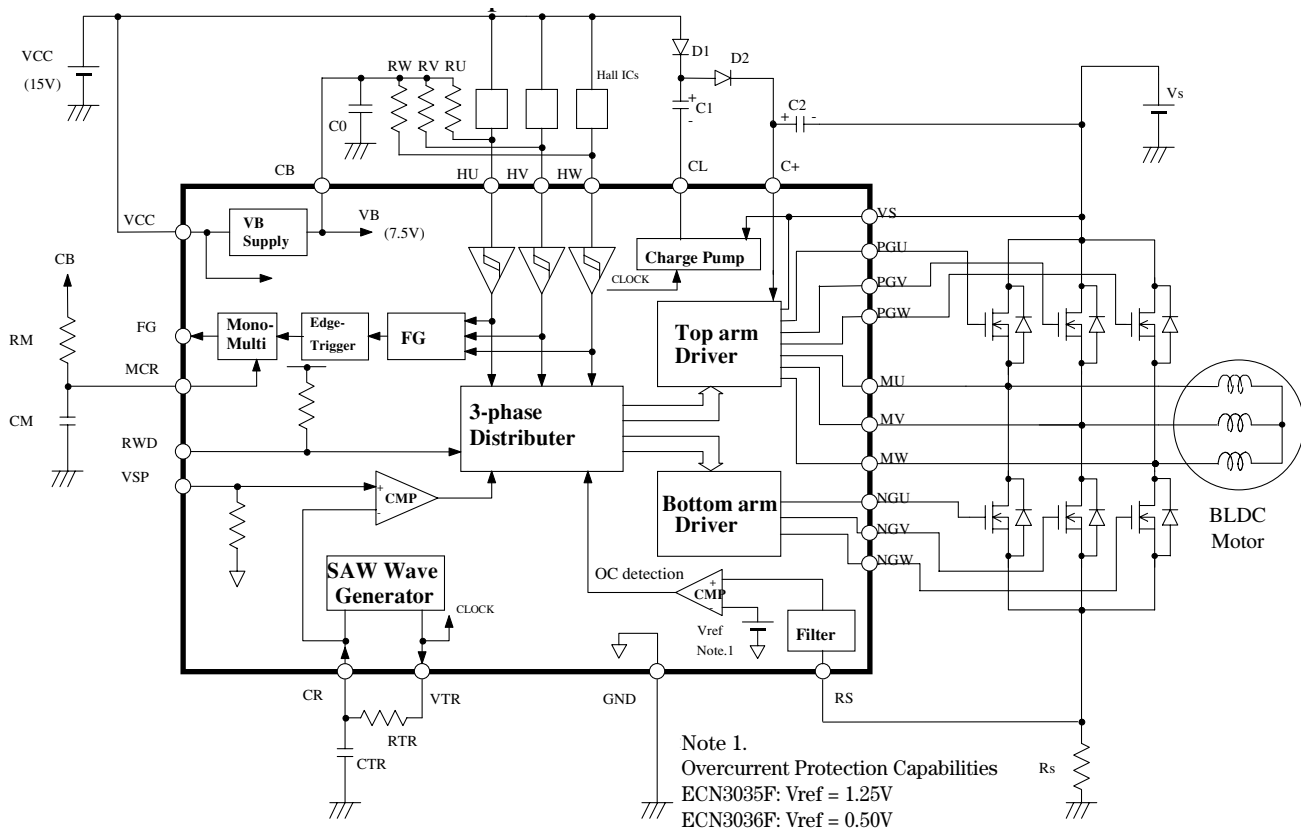 VCC
(15V)
RW RV RU
Hall ICs
D1
D2
C0
C1
C2
+
-
+
-
Vs
CB
HU
HV
HW
CL
C+
VCC
VB
Supply
VB
(7.5V)
VS
PGU
PGV
PGW
MU
MV
MW
NGU
NGV
NGW
Charge Pump
CLOCK
CB
RM
CM
FG
MCR
RWD
VSP
Mono-
Multi
Edge-
Trigger
FG
Top arm
Driver
3-phase
Distributer
Bottom arm
Driver
+
-
CMP
SAW Wave
Generator
CLOCK
OC detection
+
-
CMP
Vref
Note.1
Filter
BLDC
Motor
CR
VTR
GND
RS
RTR
CTR
Rs
Note 1.
Overcurrent Protection Capabilities
ECN3035F: Vref = 1.25V
ECN3036F: Vref = 0.50V